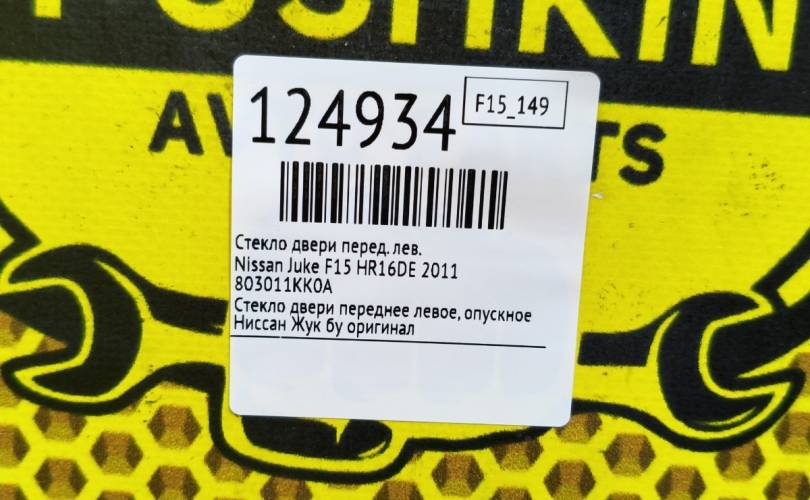 PUSHKIN
124934
F15_149
Стекло двери перед. лев.
Nissan Juke F15 HR16DE 2011
803011KK0A
Стекло двери переднее левое, опускное
Ниссан Жук бу оригинал